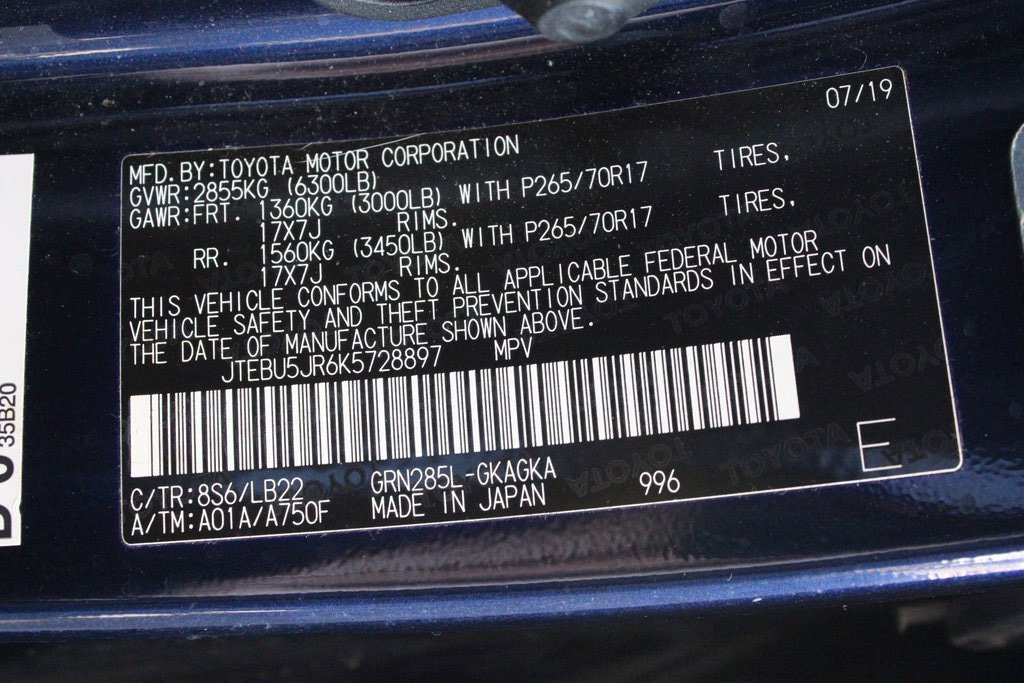 07/19
MFD.BY:TOYOTA MOTOR CORPORATION
GVWR:2855KG (6300LB)
GAWR:FRT. 1360KG (3000LB) WITH P265/70R17 TIRES,
17X7J RIMS.
RR. 1560KG (3450LB) WITH P265/70R17 TIRES,
17X7J RIMS.
THIS VEHICLE CONFORMS TO ALL APPLICABLE FEDERAL MOTOR
VEHICLE SAFETY AND THEFT PREVENTION STANDARDS IN EFFECT ON
THE DATE OF MANUFACTURE SHOWN ABOVE.
JTEBU5JR6K5728897 MPV
C/TR:8S6/LB22 GRN285L-GKAGKA
A/TM:A01A/A750F MADE IN JAPAN 996 E
35B20